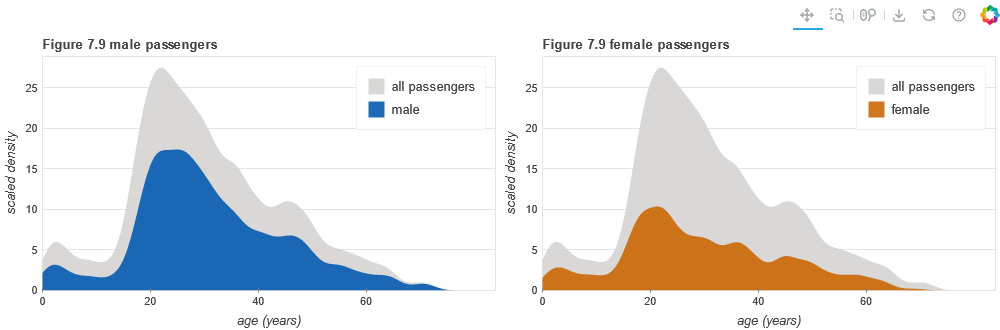 Figure 7.9 male passengers
all passengers
male
scaled density
25
20
15
10
5
0
0 20 40 60
age (years)
Figure 7.9 female passengers
all passengers
female
scaled density
25
20
15
10
5
0
0 20 40 60
age (years)